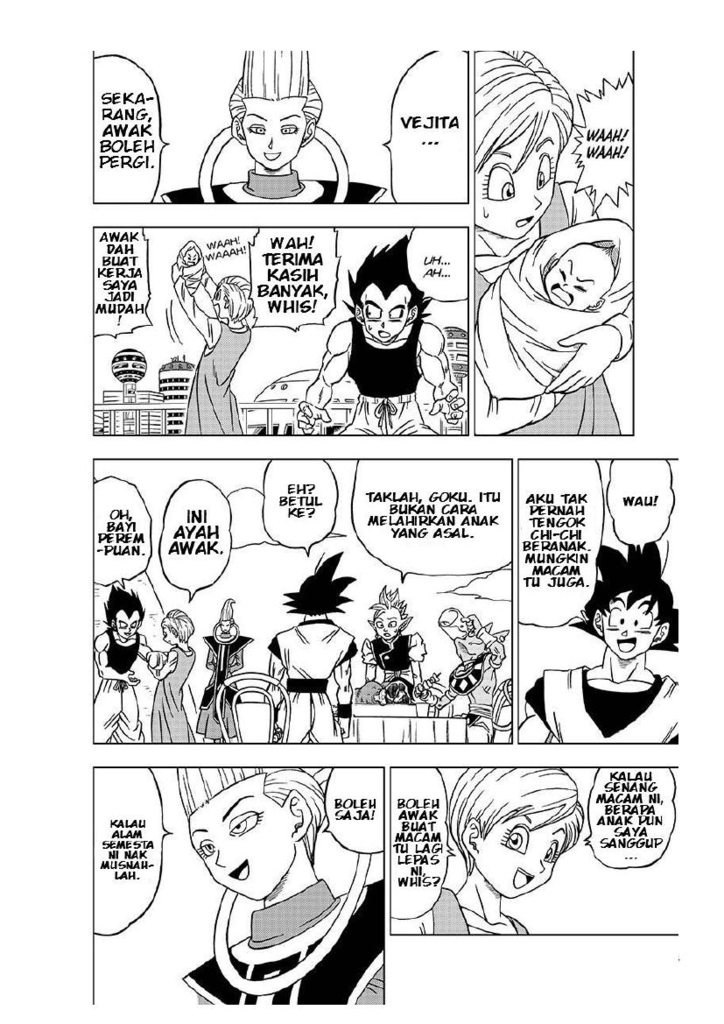 WAAH!
WAAH!
VEJITA
...
SEKA-
RANG,
AWAK
BOLEH
PERGI.
UH...
AH...
WAH!
TERIMA
KASIH
BANYAK,
WHIS!
WAAH!
WAAAH!
AWAK
DAH
BUAT
KERJA
SAYA
JADI
MUDAH
!
WAU!
AKU TAK
PERNAH
TENGOK
CHI-CHI
BERANAK.
MUNGKIN
MACAM
TU JUGA.
TAKLAH, GOKU. ITU
BUKAN CARA
MELAHIRKAN ANAK
YANG ASAL.
EH?
BETUL
KE?
INI
AYAH
AWAK.
OH,
BAYI
PEREM
-PUAN.
KALAU
SENANG
MACAM NI,
BERAPA
ANAK PUN
SAYA
SANGGUP
...
BOLEH
AWAK
BUAT
MACAM
TU LAGI
LEPAS
NI,
WHIS?
BOLEH
SAJA!
KALAU
ALAM
SEMESTA
NI NAK
MUSNAH-
LAH.